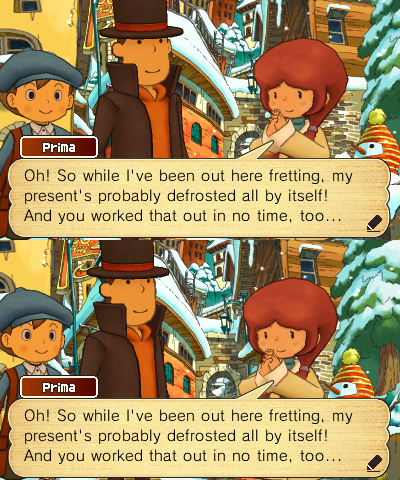 Prima
Oh! So while I've been out here fretting, my
present's probably defrosted all by itself!
And you worked that out in no time, too...
Prima
Oh! So while I've been out here fretting, my
present's probably defrosted all by itself!
And you worked that out in no time, too...